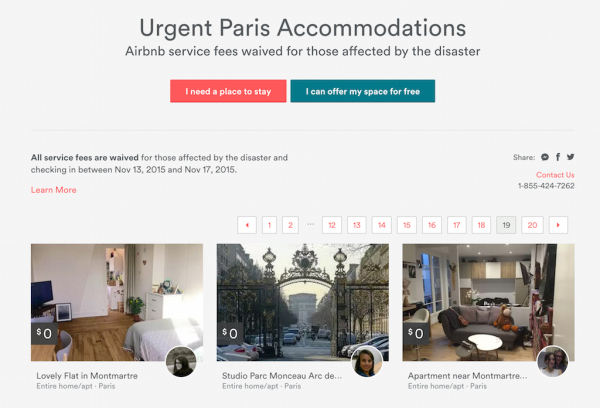 Urgent Paris Accommodations
Airbnb service fees waived for those affected by the disaster
I need a place to stay
I can offer my space for free
All service fees are waived for those affected by the disaster and
checking in between Nov 13, 2015 and Nov 17, 2015.
Learn More
Share:
Contact Us
1-855-424-7262
1 2 ... 12 13 14 15 16 17 18 19 20
$0
$0
$0
Lovely Flat in Montmartre
Entire home/apt · Paris
Studio Parc Monceau Arc de...
Entire home/apt · Paris
Apartment near Montmartre...
Entire home/apt · Paris